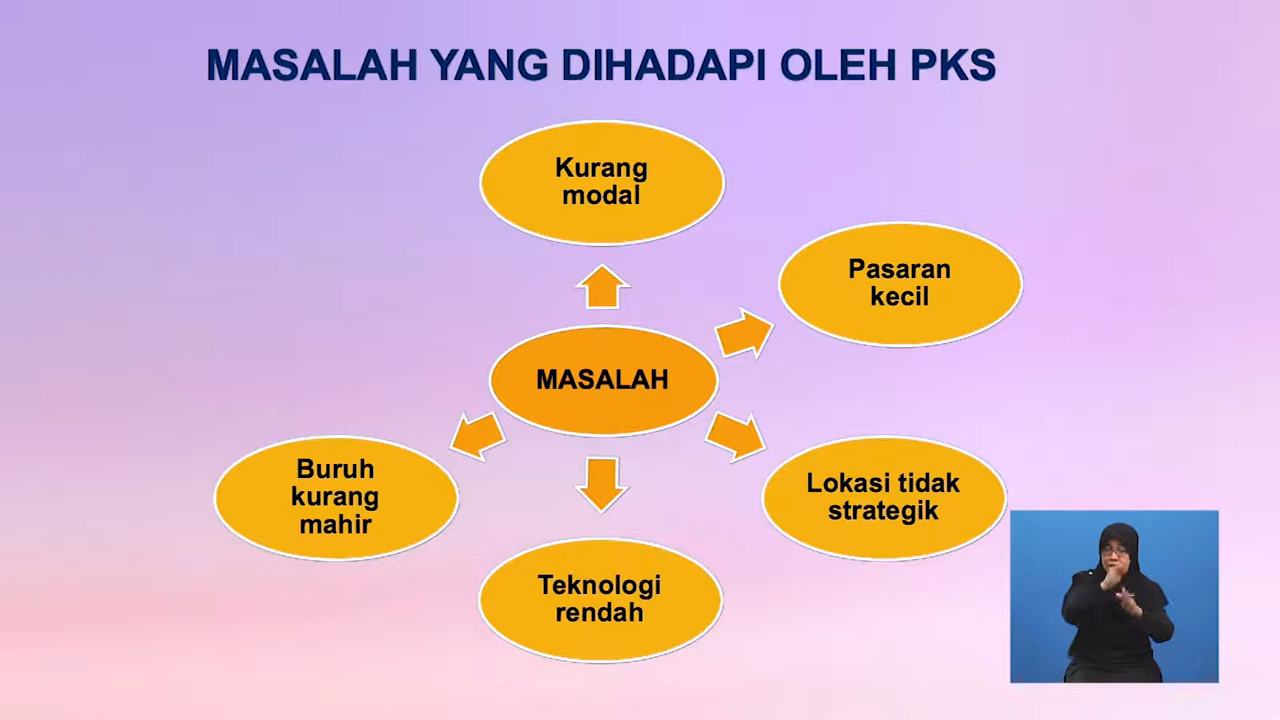 MASALAH YANG DIHADAPI OLEH PKS
Kurang
modal
Pasaran
kecil
MASALAH
Buruh
kurang
mahir
Lokasi tidak
strategik
Teknologi
rendah